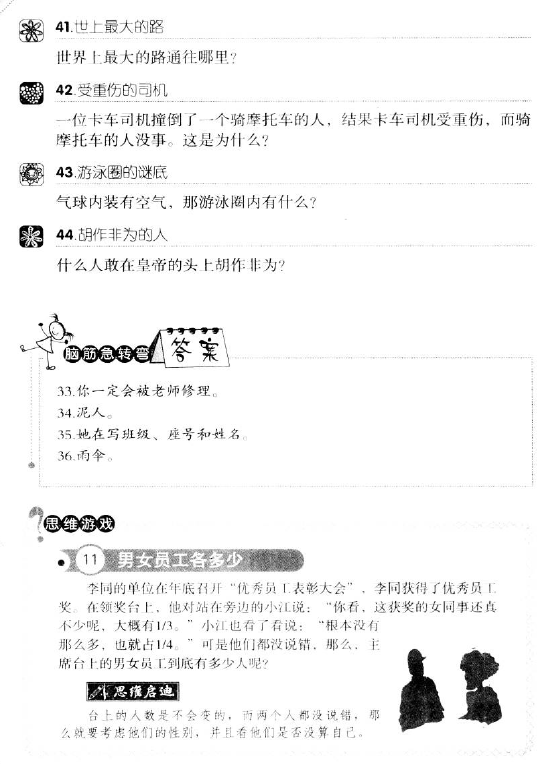 41.世上最大的路
世界上最大的路通往哪里？
42.受重伤的司机
一位卡车司机撞倒了一个骑摩托车的人，结果卡车司机受重伤，而骑
摩托车的人没事。这是为什么？
43.游泳圈的谜底
气球内装有空气，那游泳圈内有什么？
44.胡作非为的人
什么人敢在皇帝的头上胡作非为？
脑筋急转弯 答案
33.你一定会被老师修理。
34.泥人。
35.她在写班级、座号和姓名。
36.雨伞。
思维游戏
11 男女员工各多少
李同的单位在年底召开“优秀员工表彰大会”，李同获得了优秀员工
奖。在领奖台上，他对站在旁边的小江说：“你看，这获奖的女同事还真
不少呢，大概有1/3。”小江也看了看说：“根本没有
那么多，也就占1/4。”可是他们都没说错，那么，主
席台上的男女员工到底有多少人呢？
思维启迪
台上的人数是不会变的，而两个人都没说错，那
么就要考虑他们的性别，并且看他们是否没算自己。